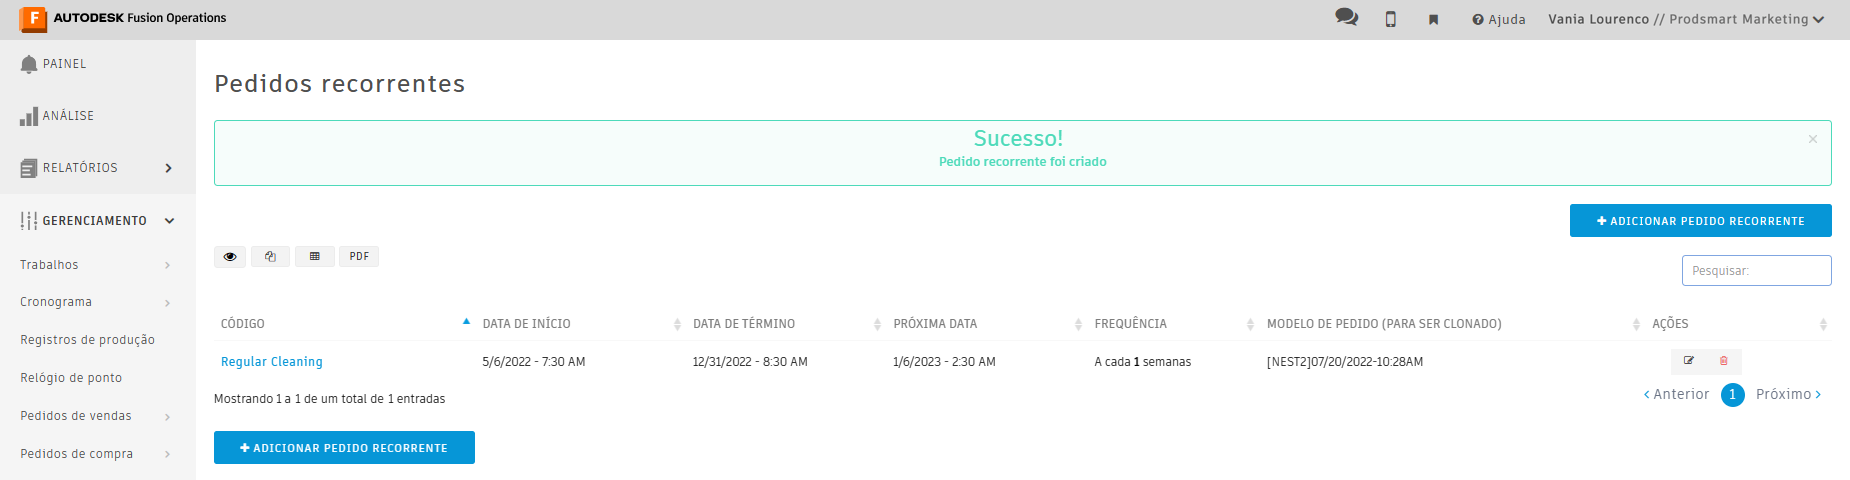 AUTODESK Fusion Operations
Ajuda
Vania Lourenco // Prodsmart Marketing
PAINEL
ANÁLISE
RELATÓRIOS
GERENCIAMENTO
Trabalhos
Cronograma
Registros de produção
Relógio de ponto
Pedidos de vendas
Pedidos de compra
Pedidos recorrentes
Sucesso!
×
Pedido recorrente foi criado
+ ADICIONAR PEDIDO RECORRENTE
PDF
Pesquisar:
CÓDIGO DATA DE INÍCIO DATA DE TÉRMINO PRÓXIMA DATA FREQUÊNCIA MODELO DE PEDIDO (PARA SER CLONADO) AÇÕES
Regular Cleaning 5/6/2022 - 7:30 AM 12/31/2022 - 8:30 AM 1/6/2023 - 2:30 AM A cada 1 semanas [NEST2]07/20/2022-10:28AM
Mostrando 1 a 1 de um total de 1 entradas
< Anterior 1 Próximo >
+ ADICIONAR PEDIDO RECORRENTE